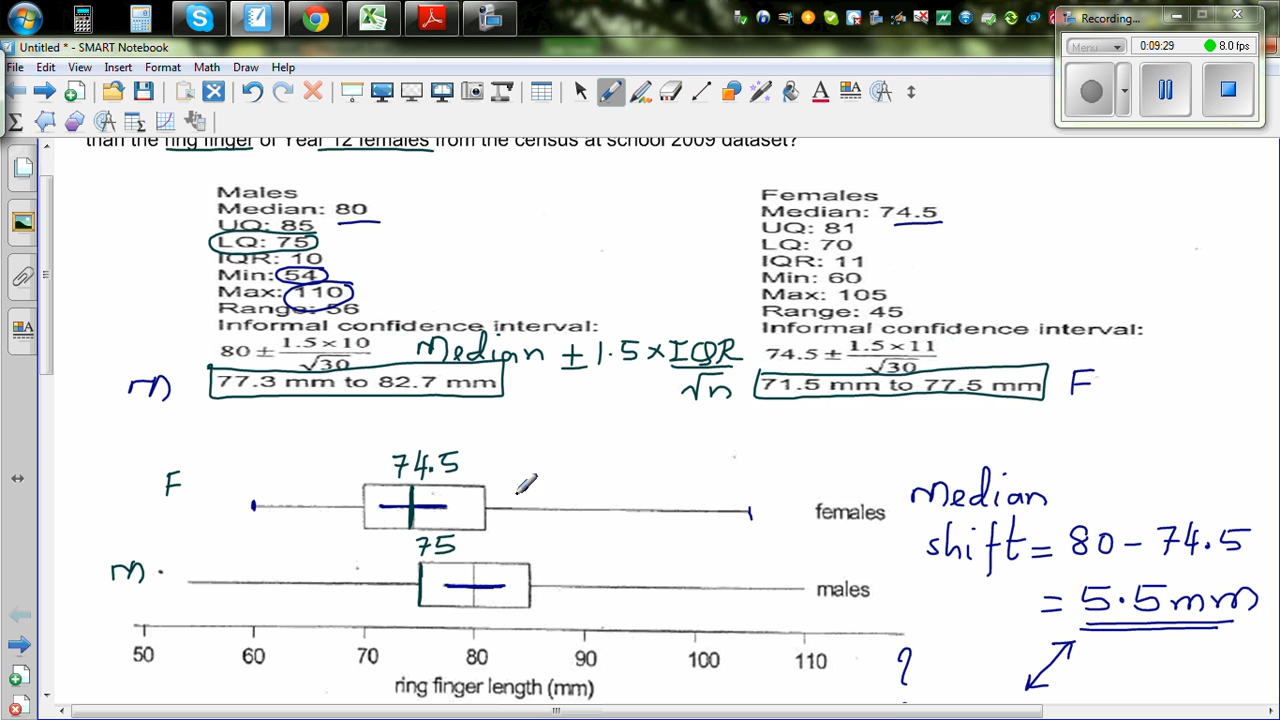 Untitled * - SMART Notebook
Recording...
File Edit View Insert Format Math Draw Help
Menu
0:09:29
8.0 fps
than the ring finger of Year 12 females from the census at school 2009 dataset?
Males
Median: 80
UQ: 85
LQ: 75
IQR: 10
Min: 54
Max: 110
Range: 56
Informal confidence interval:
80 ± 1.5 × 10 / √30
77.3 mm to 82.7 mm
m
Median ± 1.5 × IQR / √n
Females
Median: 74.5
UQ: 81
LQ: 70
IQR: 11
Min: 60
Max: 105
Range: 45
Informal confidence interval:
74.5 ± 1.5 × 11 / √30
71.5 mm to 77.5 mm
F
F
74.5
females
75
m
males
50 60 70 80 90 100 110
ring finger length (mm)
Median
shift = 80 - 74.5
= 5.5mm
?